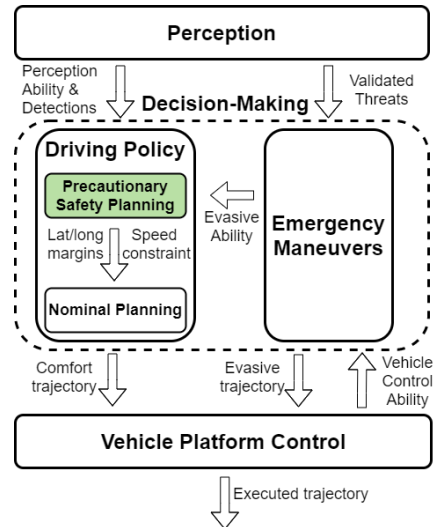 Perception
Perception
Ability &
Detections
Validated
Threats
Decision-Making
Driving Policy
Precautionary
Safety Planning
Lat/long
margins
Speed
constraint
Nominal Planning
Evasive
Ability
Emergency
Maneuvers
Comfort
trajectory
Evasive
trajectory
Vehicle
Control
Ability
Vehicle Platform Control
Executed trajectory